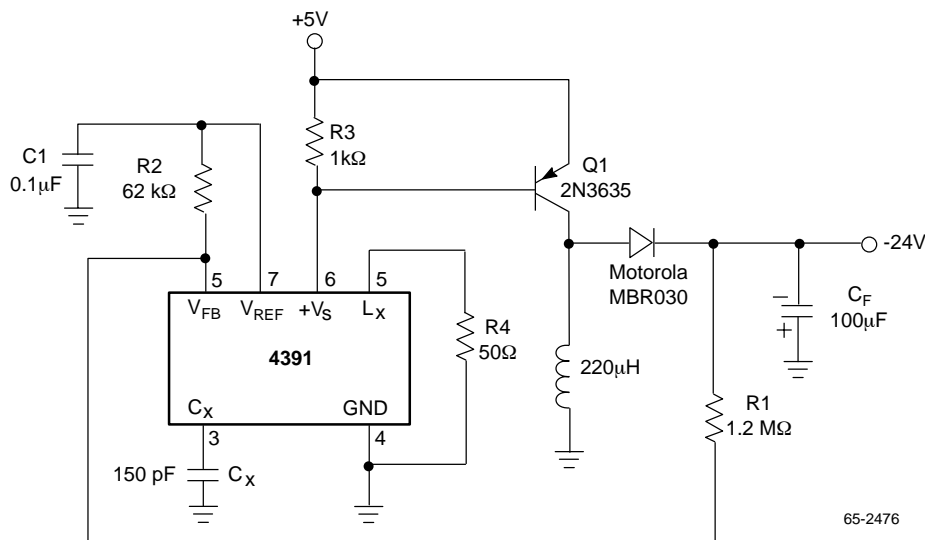 +5V
C1
0.1µF
R2
62 kΩ
R3
1kΩ
Q1
2N3635
-24V
Motorola
MBR030
CF
100µF
5
7
6
5
VFB
VREF
+VS
LX
4391
R4
50Ω
220µH
CX
GND
R1
1.2 MΩ
3
4
150 pF
CX
65-2476